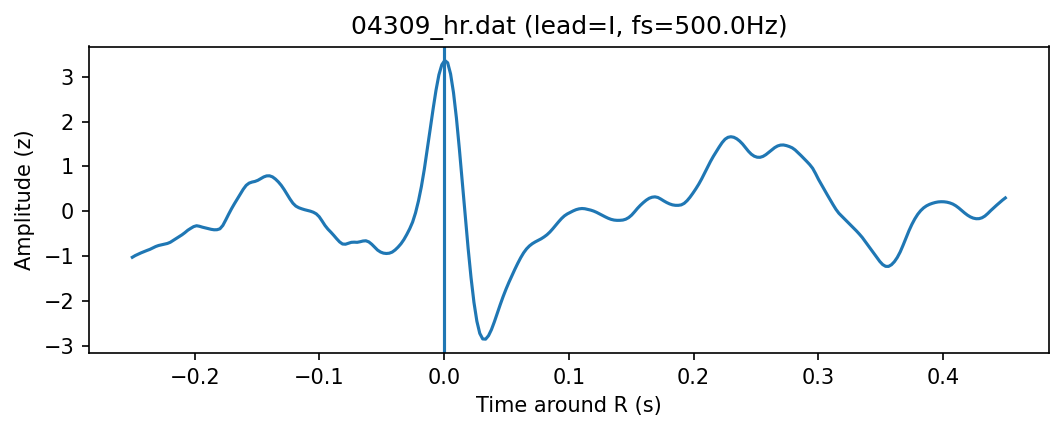 04309_hr.dat (lead=I, fs=500.0Hz)
Amplitude (z)
3
2
1
0
−1
−2
−3
−0.2 −0.1 0.0 0.1 0.2 0.3 0.4
Time around R (s)